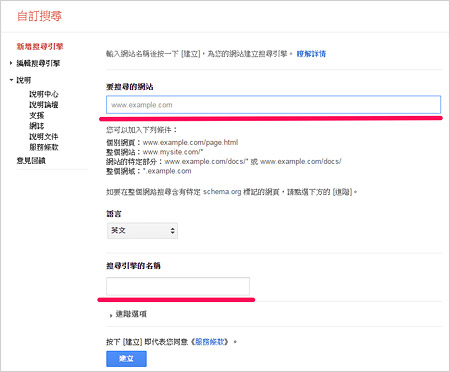 自訂搜尋
新增搜尋引擎
編輯搜尋引擎
說明
說明中心
說明論壇
支援
網誌
說明文件
服務條款
意見回饋
輸入網站名稱後按一下 [建立],為您的網站建立搜尋引擎。 瞭解詳情
要搜尋的網站
www.example.com
您可以加入下列條件:
個別網頁:www.example.com/page.html
整個網站:www.mysite.com/*
網站的特定部分:www.example.com/docs/* 或 www.example.com/docs/
整個網域:*.example.com
如要在整個網路搜尋含有特定 schema.org 標記的網頁,請點選下方的 [進階]。
語言
英文
搜尋引擎的名稱
進階選項
按下 [建立] 即代表您同意《服務條款》。
建立